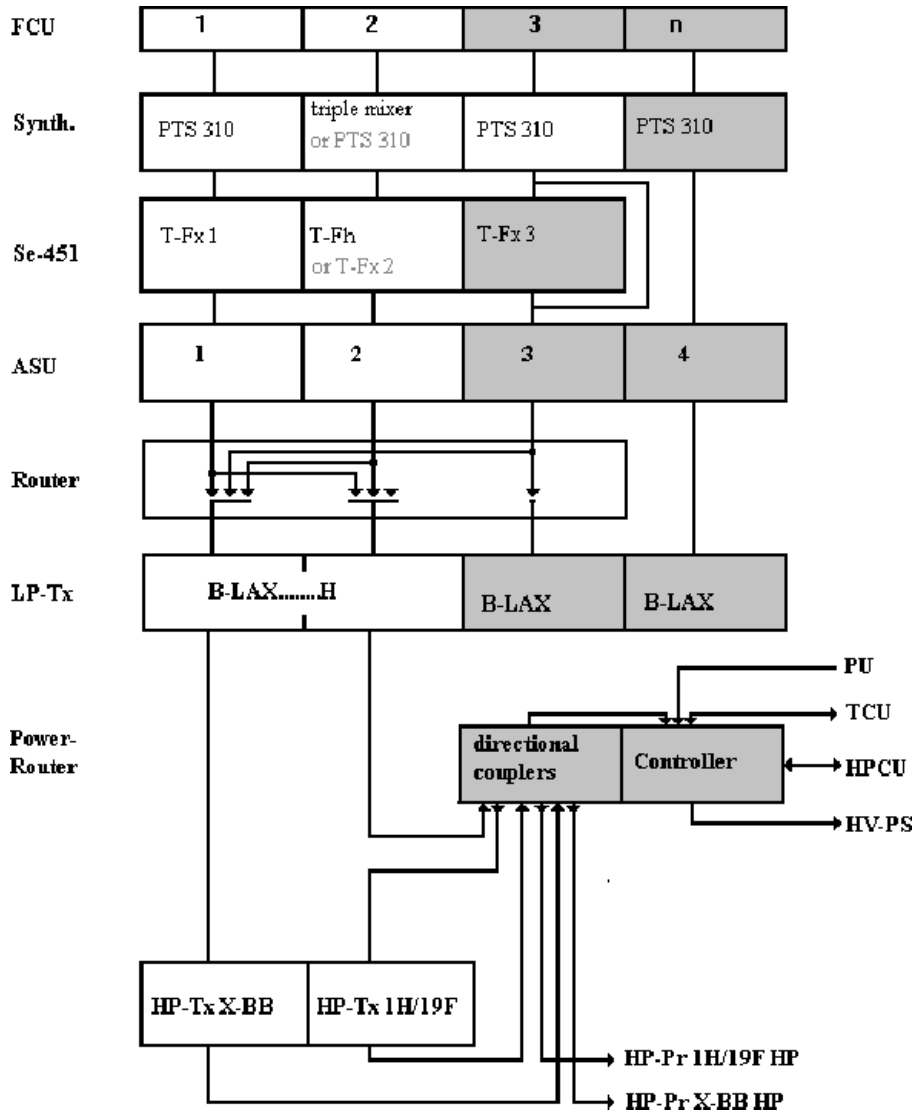 FCU 1 2 3 n
Synth. PTS 310 triple mixer PTS 310 PTS 310
or PTS 310
Se-451 T-Fx 1 T-Fh T-Fx 3
or T-Fx 2
ASU 1 2 3 4
Router
LP-Tx B-LAX........H B-LAX B-LAX
PU
TCU
Power-
Router
directional
couplers
Controller
HPCU
HV-PS
HP-Tx X-BB HP-Tx 1H/19F
HP-Pr 1H/19F HP
HP-Pr X-BB HP